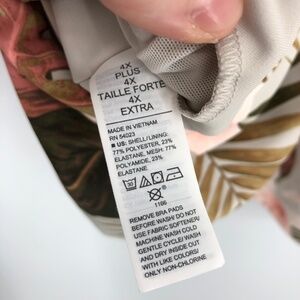 4X
PLUS
4X
TAILLE FORTE
4X
EXTRA
MADE IN VIETNAM
RN 54023
US: SHELL/LINING:
77% POLYESTER, 23%
ELASTANE. MESH: 77%
POLYAMIDE, 23%
ELASTANE.
30
1166
REMOVE BRA PADS
BEFORE WASH/ DO NOT
USE FABRIC SOFTENER/
MACHINE WASH COLD
GENTLE CYCLE/ WASH
AND DRY INSIDE OUT
WITH LIKE COLORS/
ONLY NON-CHLORINE